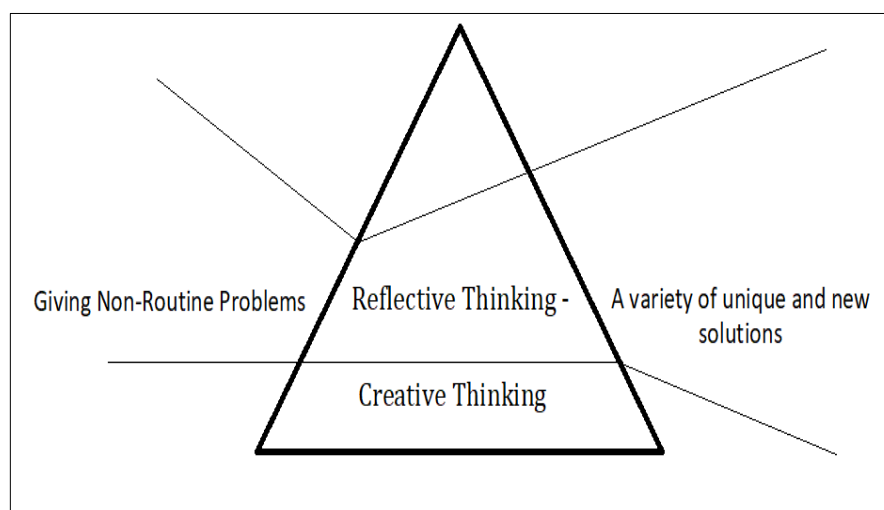 Giving Non-Routine Problems
Reflective Thinking -
Creative Thinking
A variety of unique and new
solutions